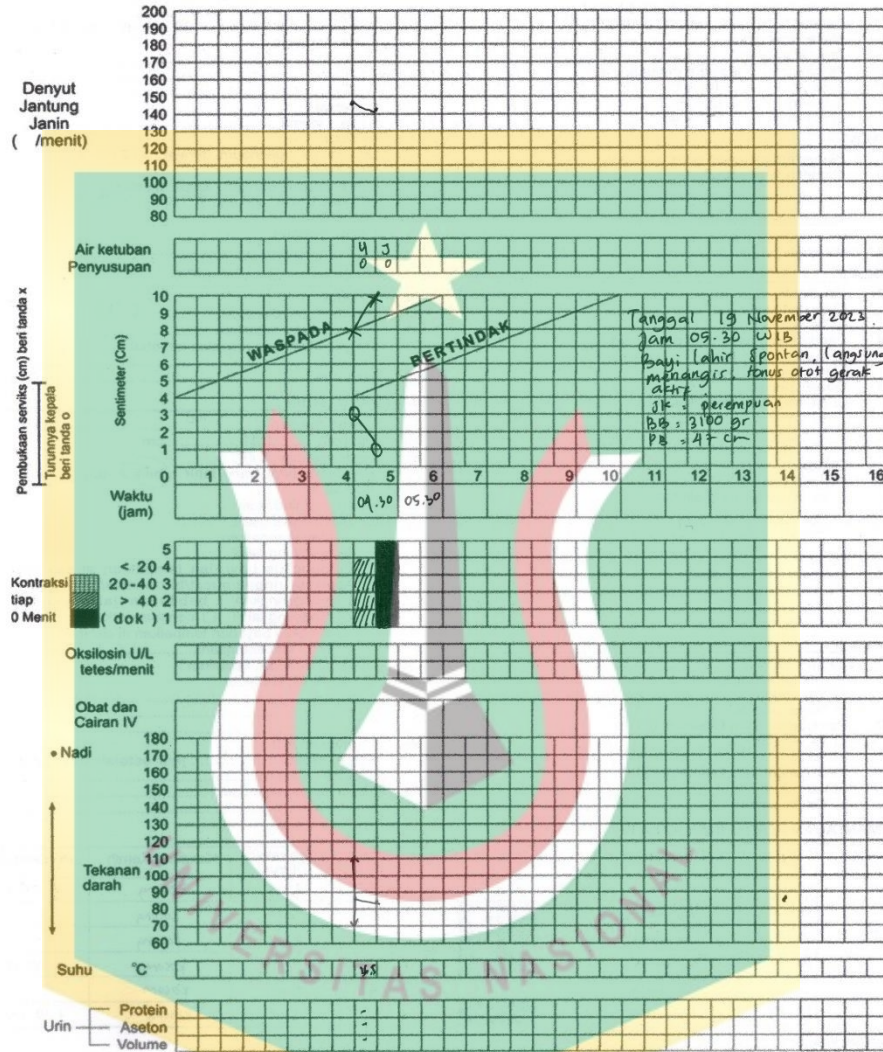 200
190
180
170
160
150
140
130
120
110
100
90
80
Denyut
Jantung
Janin
( /menit)
Air ketuban U J
Penyusupan 0 0
Pembukaan serviks (cm) beri tanda x
Turunnya kepala
beri tanda o
Sentimeter (Cm)
10
9
8
7
6
5
4
3
2
1
0
WASPADA
BERTINDAK
Tanggal 19 November 2023
Jam 05.30 WIB
Bayi lahir spontan, langsung
menangis, tonus otot gerak
aktif.
JK : perempuan
BB : 3100 gr
PB : 47 cm
1 2 3 4 5 6 7 8 9 10 11 12 13 14 15 16
Waktu
(jam)
04.30 05.30
Kontraksi
tiap
0 Menit
5
< 20 4
20-40 3
> 40 2
( dok ) 1
Oksilosin U/L
tetes/menit
Obat dan
Cairan IV
• Nadi
Tekanan
darah
180
170
160
150
140
130
120
110
100
90
80
70
60
Suhu °C
Urin
Protein -
Aseton -
Volume -
UNIVERSITAS NASIONAL